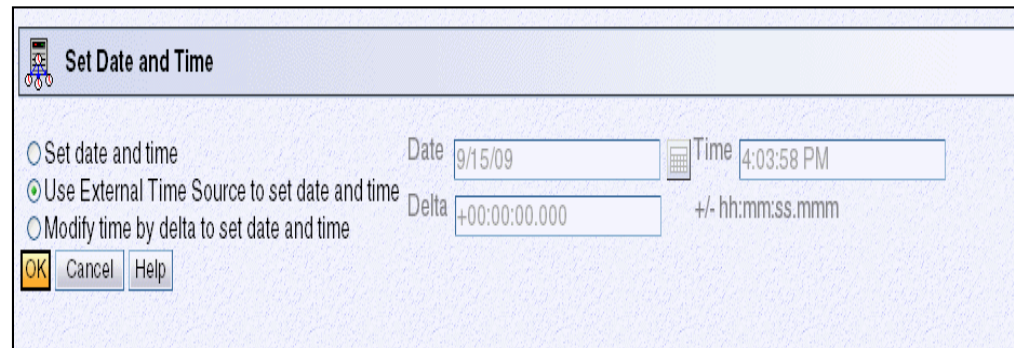 Set Date and Time
Set date and time
Date 9/15/09 Time 4:03:58 PM
Use External Time Source to set date and time
Delta +00:00:00.000 +/- hh:mm:ss.mmm
Modify time by delta to set date and time
OK Cancel Help